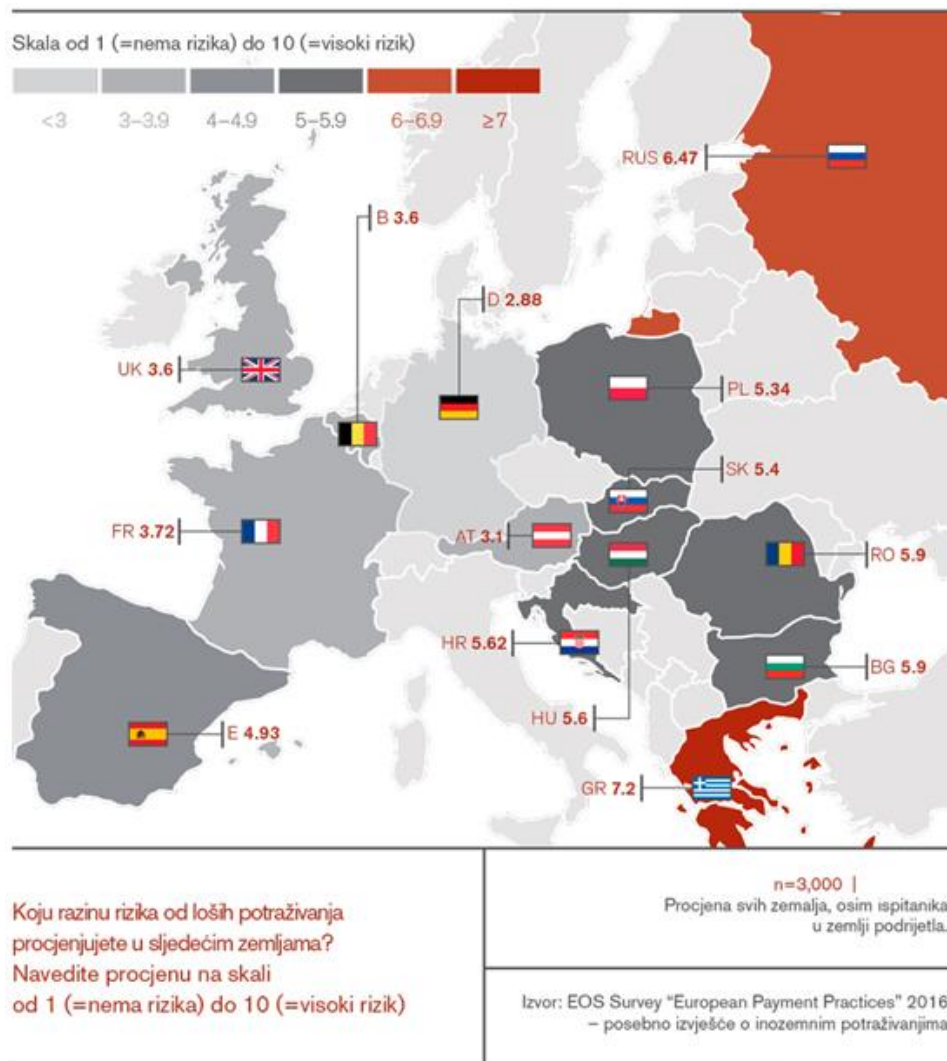 Skala od 1 (=nema rizika) do 10 (=visoki rizik)
<3 3–3.9 4–4.9 5–5.9 6–6.9 ≥7
RUS 6.47
B 3.6
D 2.88
UK 3.6
PL 5.34
SK 5.4
FR 3.72
AT 3.1
RO 5.9
HR 5.62
BG 5.9
HU 5.6
E 4.93
GR 7.2
Koju razinu rizika od loših potraživanja
procjenjujete u sljedećim zemljama?
Navedite procjenu na skali
od 1 (=nema rizika) do 10 (=visoki rizik)
n=3,000 |
Procjena svih zemalja, osim ispitanika
u zemlji podrijetla.
Izvor: EOS Survey “European Payment Practices” 2016
– posebno izvješće o inozemnim potraživanjima